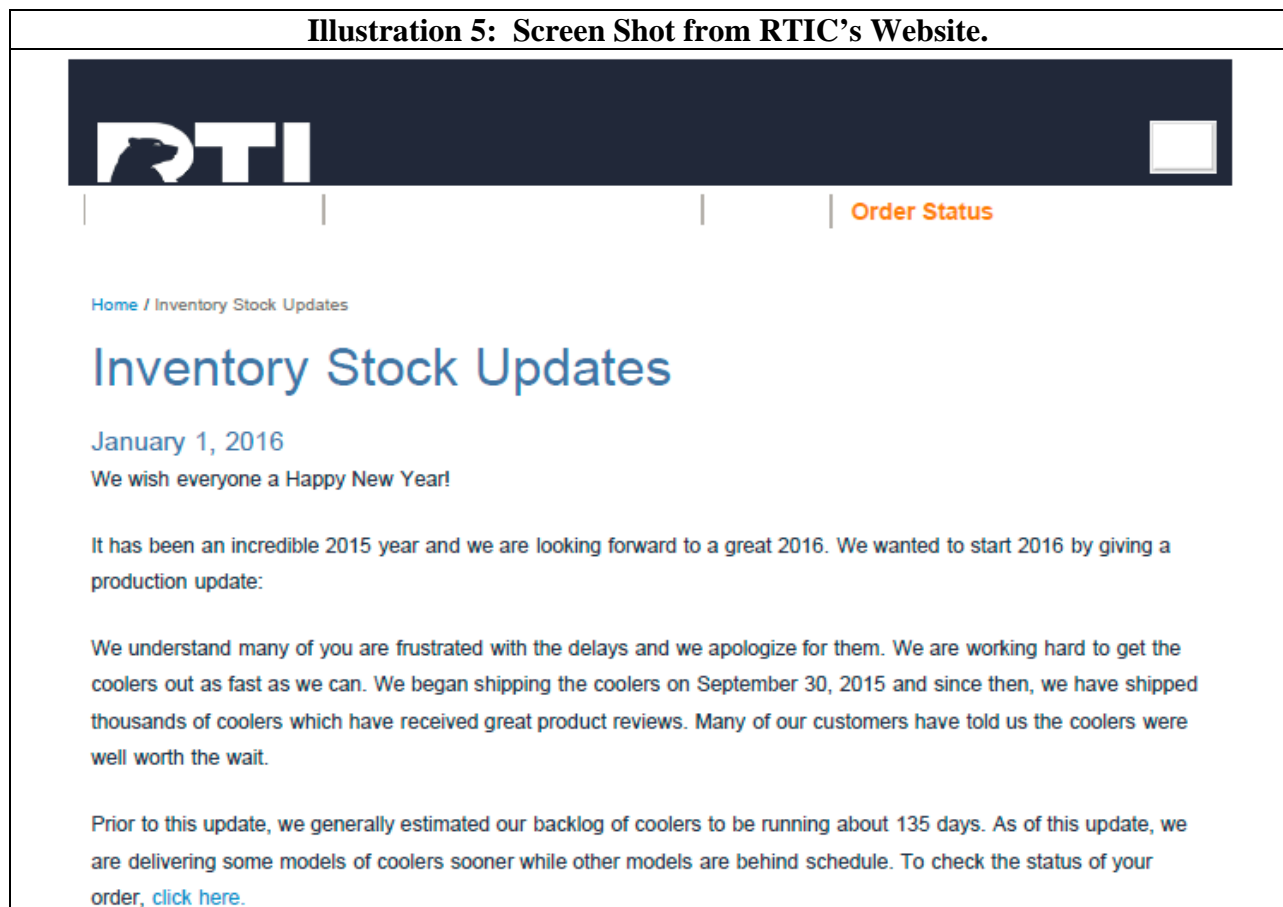 Illustration 5: Screen Shot from RTIC's Website.
RTI
Order Status
Home / Inventory Stock Updates
Inventory Stock Updates
January 1, 2016
We wish everyone a Happy New Year!
It has been an incredible 2015 year and we are looking forward to a great 2016. We wanted to start 2016 by giving a
production update:
We understand many of you are frustrated with the delays and we apologize for them. We are working hard to get the
coolers out as fast as we can. We began shipping the coolers on September 30, 2015 and since then, we have shipped
thousands of coolers which have received great product reviews. Many of our customers have told us the coolers were
well worth the wait.
Prior to this update, we generally estimated our backlog of coolers to be running about 135 days. As of this update, we
are delivering some models of coolers sooner while other models are behind schedule. To check the status of your
order, click here.